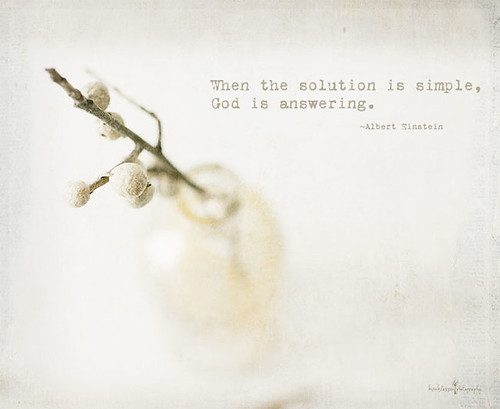 When the solution is simple,
God is answering.
~Albert Einstein